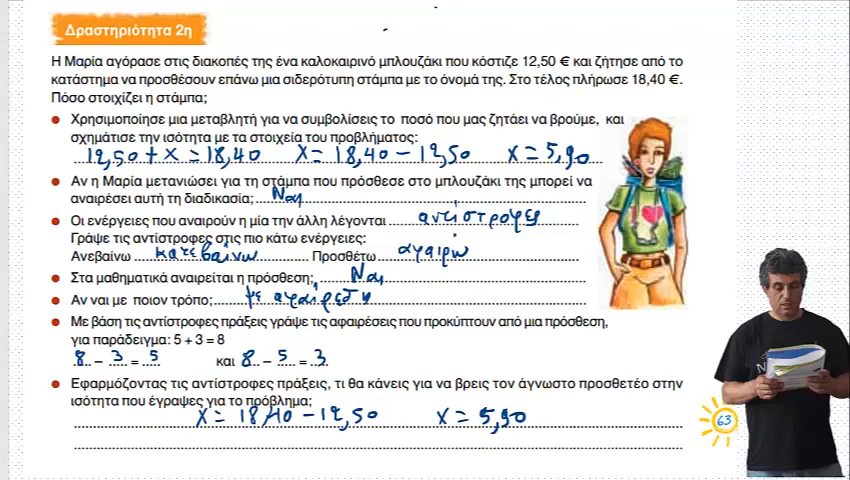 Δραστηριότητα 2η
Η Μαρία αγόρασε στις διακοπές της ένα καλοκαιρινό μπλουζάκι που κόστιζε 12,50 € και ζήτησε από το
κατάστημα να προσθέσουν επάνω μια σιδερότυπη στάμπα με το όνομά της. Στο τέλος πλήρωσε 18,40 €.
Πόσο στοιχίζει η στάμπα;
Χρησιμοποίησε μια μεταβλητή για να συμβολίσεις το ποσό που μας ζητάει να βρούμε, και
σχημάτισε την ισότητα με τα στοιχεία του προβλήματος:
12,50 + x = 18,40 x = 18,40 - 12,50 x = 5,90
Αν η Μαρία μετανιώσει για τη στάμπα που πρόσθεσε στο μπλουζάκι της μπορεί να
αναιρέσει αυτή τη διαδικασία; Ναι
Οι ενέργειες που αναιρούν η μία την άλλη λέγονται αντίστροφες
Γράψε τις αντίστροφες στις πιο κάτω ενέργειες:
Ανεβαίνω κατεβαίνω Προσθέτω αφαιρώ
Στα μαθηματικά αναιρείται η πρόσθεση; Ναι
Αν ναι με ποιον τρόπο; με αφαίρεση
Με βάση τις αντίστροφες πράξεις γράψε τις αφαιρέσεις που προκύπτουν από μια πρόσθεση,
για παράδειγμα: 5 + 3 = 8
8 - 3 = 5 και 8 - 5 = 3
Εφαρμόζοντας τις αντίστροφες πράξεις, τι θα κάνεις για να βρεις τον άγνωστο προσθετέο στην
ισότητα που έγραψες για το πρόβλημα;
x = 18,40 - 12,50 x = 5,90
63